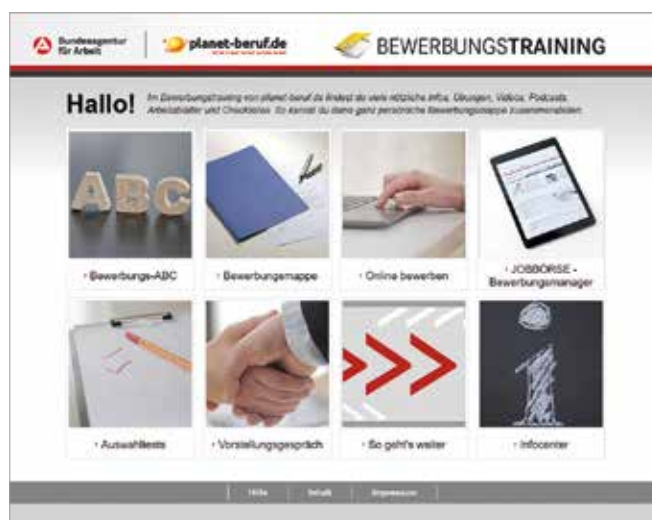 Bundesagentur
für Arbeit
planet-beruf.de
BEWERBUNGSTRAINING
Hallo!
Im Bewerbungstraining von planet-beruf.de findest du viele nützliche Infos, Übungen, Videos, Podcasts,
Arbeitsblätter und Checklisten. So kannst du deine ganz persönliche Bewerbungsmappe zusammenstellen.
ABC
› Bewerbungs-ABC
› Bewerbungsmappe
› Online bewerben
› JOBBÖRSE -
Bewerbungsmanager
› Auswahltests
› Vorstellungsgespräch
› So geht's weiter
› Infocenter
Hilfe
Inhalt
Impressum